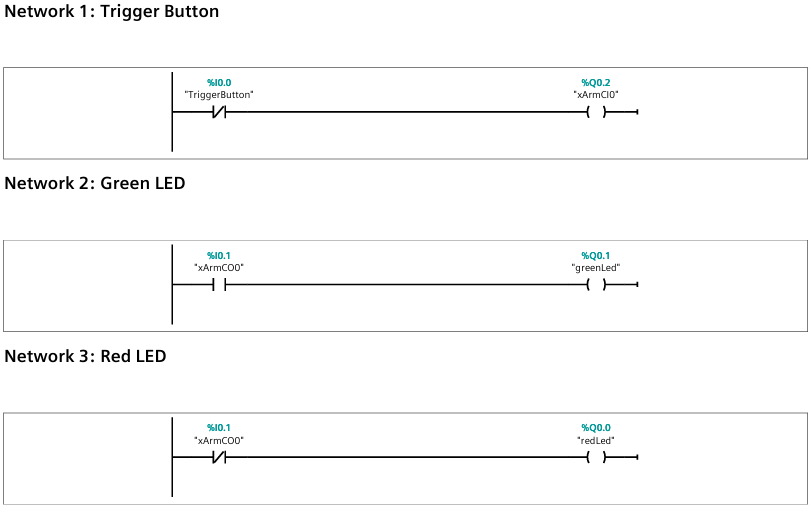 Network 1: Trigger Button
%I0.0 %Q0.2
"TriggerButton" "xArmCI0"
Network 2: Green LED
%I0.1 %Q0.1
"xArmCO0" "greenLed"
Network 3: Red LED
%I0.1 %Q0.0
"xArmCO0" "redLed"